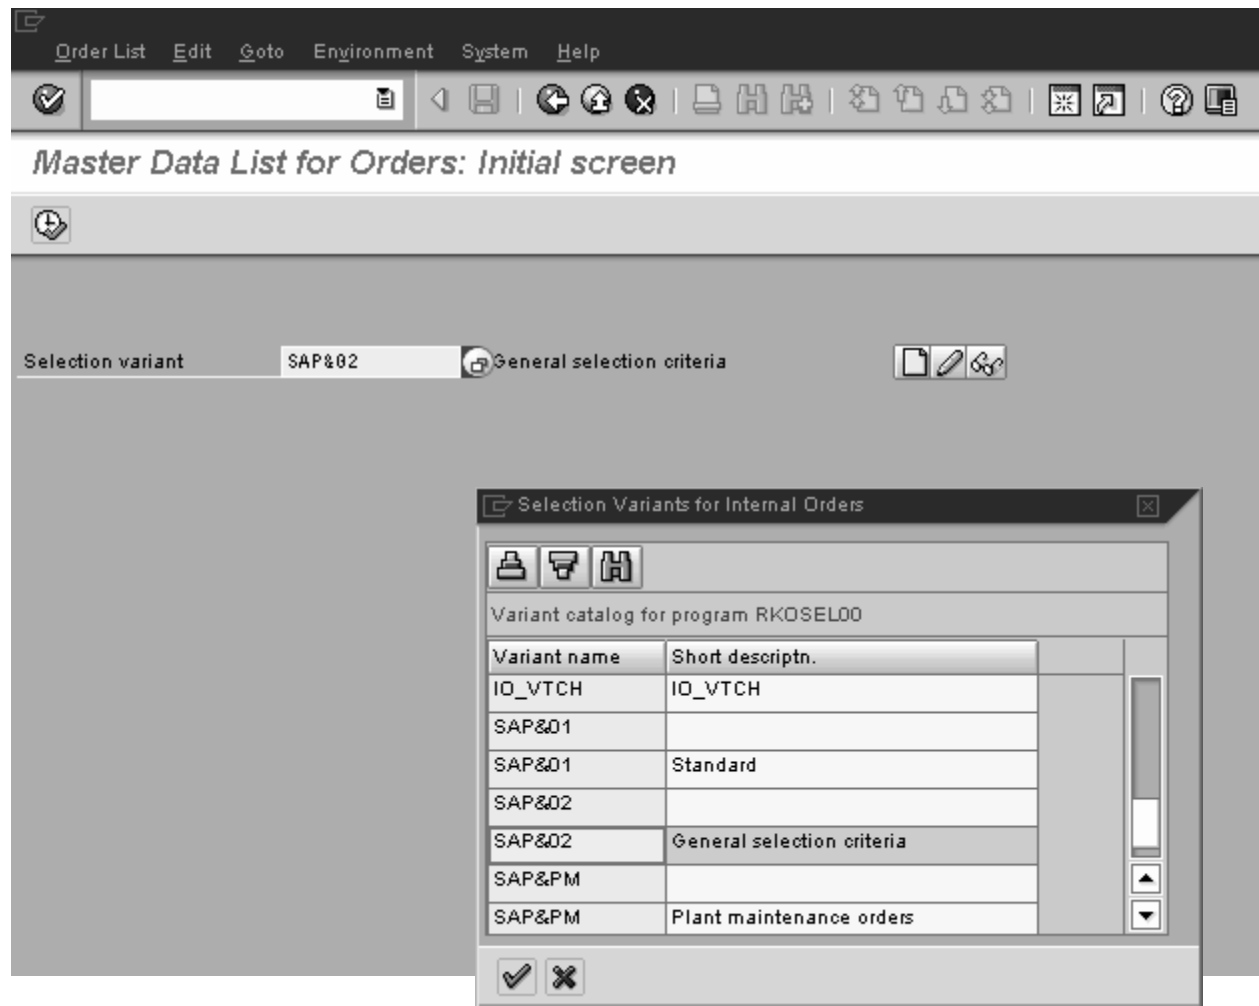 Order List Edit Goto Environment System Help
Master Data List for Orders: Initial screen
Selection variant SAP&02 General selection criteria
Selection Variants for Internal Orders
Variant catalog for program RKOSEL00
Variant name Short descriptn.
IO_VTCH IO_VTCH
SAP&01
SAP&01 Standard
SAP&02
SAP&02 General selection criteria
SAP&PM
SAP&PM Plant maintenance orders